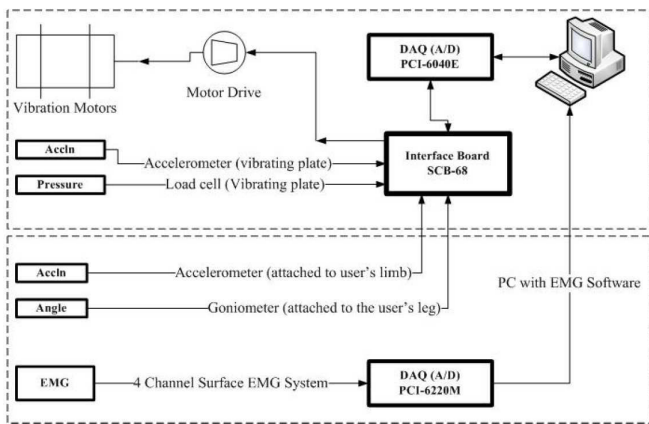 DAQ (A/D)
PCI-6040E
Motor Drive
Vibration Motors
Accln
Accelerometer (vibrating plate)
Interface Board
SCB-68
Pressure
Load cell (Vibrating plate)
Accln
Accelerometer (attached to user's limb)
PC with EMG Software
Angle
Goniometer (attached to the user's leg)
EMG
4 Channel Surface EMG System
DAQ (A/D)
PCI-6220M